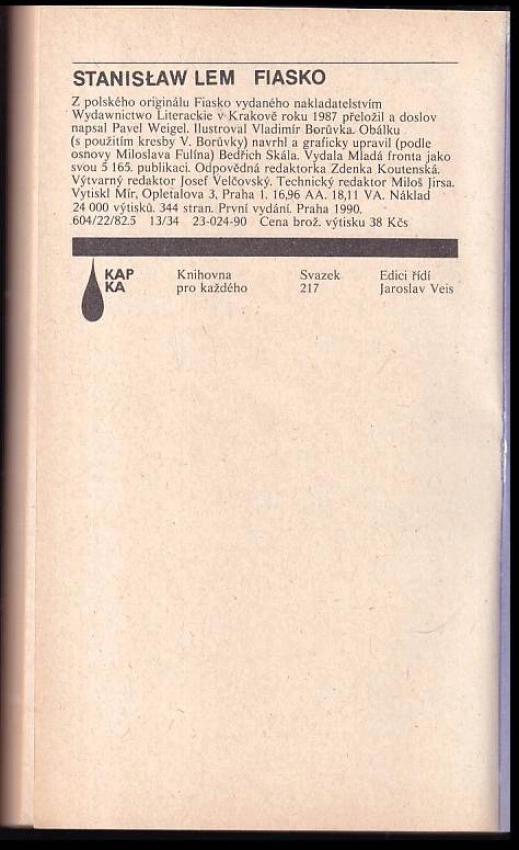 STANISŁAW LEM FIASKO
Z polského originálu Fiasko vydaného nakladatelstvím
Wydawnictwo Literackie v Krakově roku 1987 přeložil a doslov
napsal Pavel Weigel. Ilustroval Vladimír Borůvka. Obálku
(s použitím kresby V. Borůvky) navrhl a graficky upravil (podle
osnovy Miloslava Fulína) Bedřich Skála. Vydala Mladá fronta jako
svou 5 165. publikaci. Odpovědná redaktorka Zdenka Koutenská.
Výtvarný redaktor Josef Velčovský. Technický redaktor Miloš Jirsa.
Vytiskl Mír, Opletalova 3, Praha 1. 16,96 AA. 18,11 VA. Náklad
24 000 výtisků. 344 stran. První vydání. Praha 1990.
604/22/82.5 13/34 23-024-90 Cena brož. výtisku 38 Kčs
KAP
KA
Knihovna
pro každého
Svazek
217
Edici řídí
Jaroslav Veis